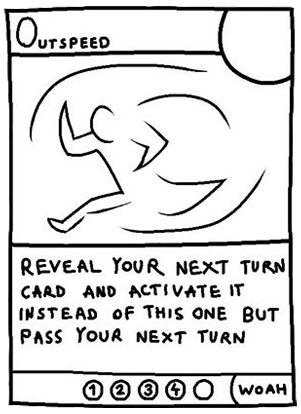 OUTSPEED
REVEAL YOUR NEXT TURN
CARD AND ACTIVATE IT
INSTEAD OF THIS ONE BUT
PASS YOUR NEXT TURN
1 2 3 4 WOAH